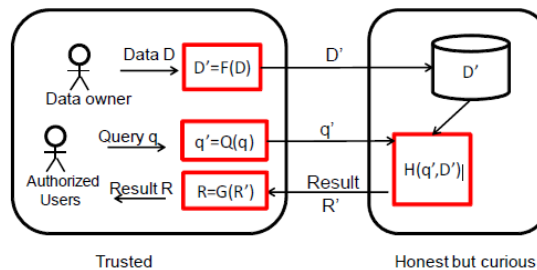 Data D
D'=F(D)
D'
D'
Data owner
Query q
q'=Q(q)
q'
H(q',D')|
Authorized
Users
Result R
R=G(R')
Result
R'
Trusted
Honest but curious